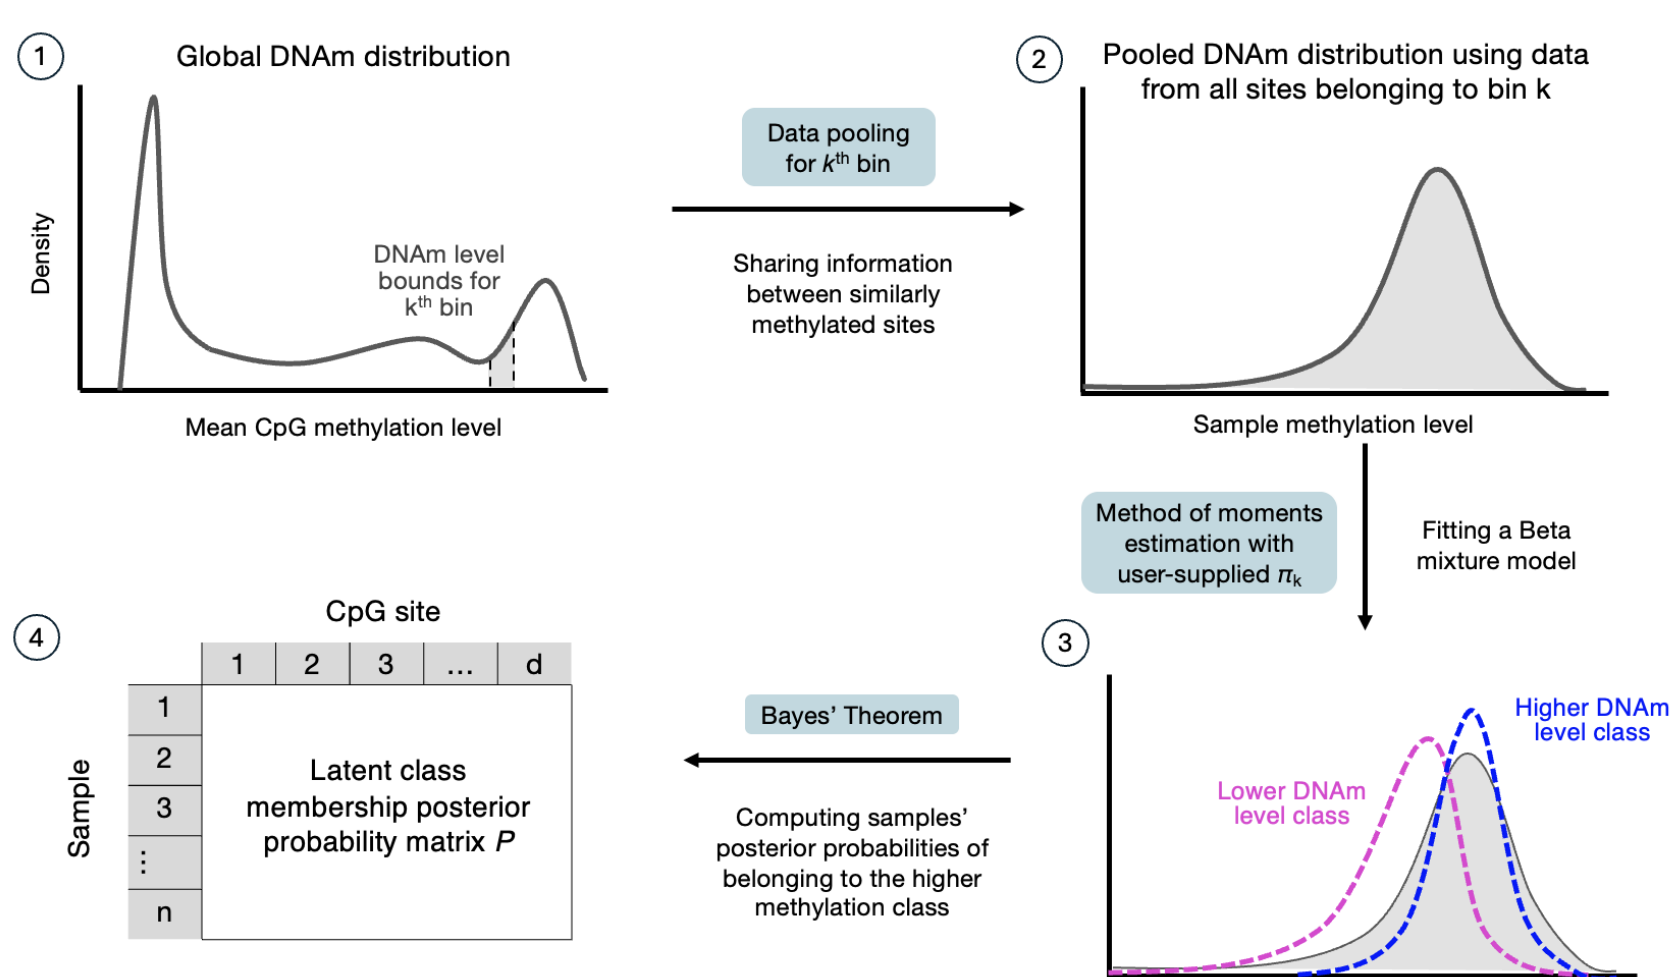 1
Global DNAm distribution
Density
DNAm level
bounds for
kth bin
Mean CpG methylation level
Data pooling
for kth bin
Sharing information
between similarly
methylated sites
2
Pooled DNAm distribution using data
from all sites belonging to bin k
Sample methylation level
Method of moments
estimation with
user-supplied πk
Fitting a Beta
mixture model
3
Higher DNAm
level class
Lower DNAm
level class
Bayes’ Theorem
Computing samples’
posterior probabilities of
belonging to the higher
methylation class
4
CpG site
1 2 3 ... d
Sample
1
2
3
⋮
n
Latent class
membership posterior
probability matrix P